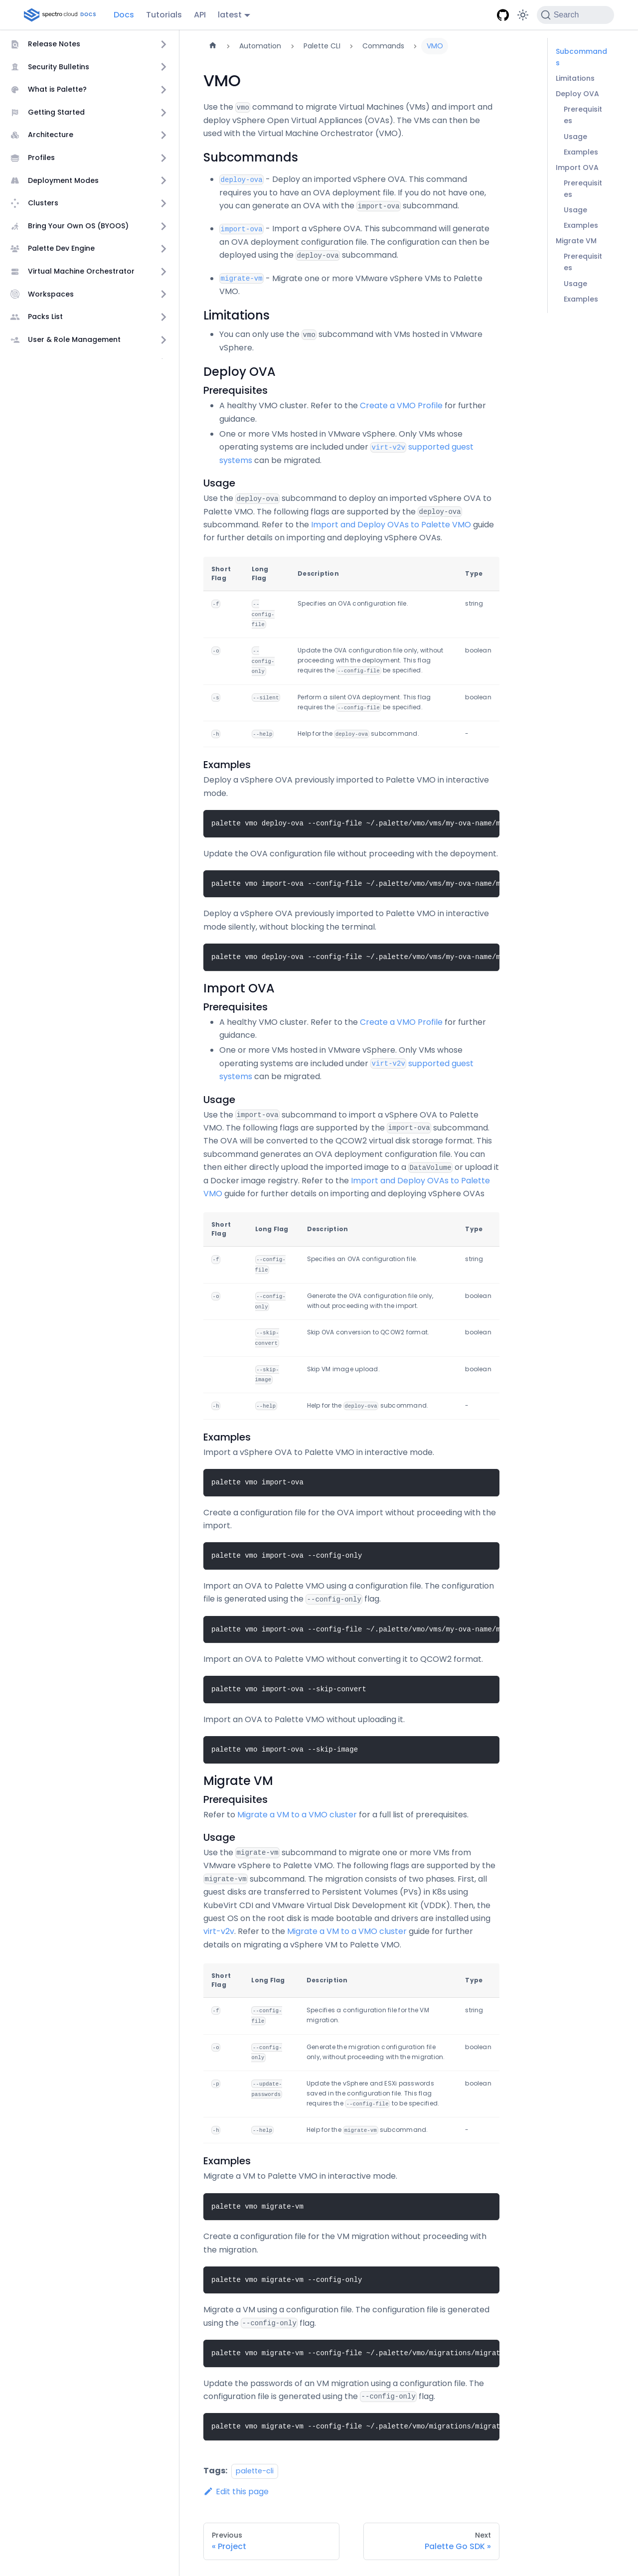 spectro cloud DOCS
Docs
Tutorials
API
latest
Search
Release Notes
Security Bulletins
What is Palette?
Getting Started
Architecture
Profiles
Deployment Modes
Clusters
Bring Your Own OS (BYOOS)
Palette Dev Engine
Virtual Machine Orchestrator
Workspaces
Packs List
User & Role Management
Automation
Palette CLI
Commands
VMO
VMO
Use the vmo command to migrate Virtual Machines (VMs) and import and
deploy vSphere Open Virtual Appliances (OVAs). The VMs can then be
used with the Virtual Machine Orchestrator (VMO).
Subcommands
deploy-ova - Deploy an imported vSphere OVA. This command
requires you to have an OVA deployment file. If you do not have one,
you can generate an OVA with the import-ova subcommand.
import-ova - Import a vSphere OVA. This subcommand will generate
an OVA deployment configuration file. The configuration can then be
deployed using the deploy-ova subcommand.
migrate-vm - Migrate one or more VMware vSphere VMs to Palette
VMO.
Limitations
You can only use the vmo subcommand with VMs hosted in VMware
vSphere.
Deploy OVA
Prerequisites
A healthy VMO cluster. Refer to the Create a VMO Profile for further
guidance.
One or more VMs hosted in VMware vSphere. Only VMs whose
operating systems are included under virt-v2v supported guest
systems can be migrated.
Usage
Use the deploy-ova subcommand to deploy an imported vSphere OVA to
Palette VMO. The following flags are supported by the deploy-ova
subcommand. Refer to the Import and Deploy OVAs to Palette VMO guide
for further details on importing and deploying vSphere OVAs.
Short Flag Long Flag Description Type
-f --config-file Specifies an OVA configuration file. string
-o --config-only Update the OVA configuration file only, without
proceeding with the deployment. This flag
requires the --config-file be specified. boolean
-s --silent Perform a silent OVA deployment. This flag
requires the --config-file be specified. boolean
-h --help Help for the deploy-ova subcommand. -
Examples
Deploy a vSphere OVA previously imported to Palette VMO in interactive
mode.
palette vmo deploy-ova --config-file ~/.palette/vmo/vms/my-ova-name/m
Update the OVA configuration file without proceeding with the depoyment.
palette vmo import-ova --config-file ~/.palette/vmo/vms/my-ova-name/m
Deploy a vSphere OVA previously imported to Palette VMO in interactive
mode silently, without blocking the terminal.
palette vmo deploy-ova --config-file ~/.palette/vmo/vms/my-ova-name/m
Import OVA
Prerequisites
A healthy VMO cluster. Refer to the Create a VMO Profile for further
guidance.
One or more VMs hosted in VMware vSphere. Only VMs whose
operating systems are included under virt-v2v supported guest
systems can be migrated.
Usage
Use the import-ova subcommand to import a vSphere OVA to Palette
VMO. The following flags are supported by the import-ova subcommand.
The OVA will be converted to the QCOW2 virtual disk storage format. This
subcommand generates an OVA deployment configuration file. You can
then either directly upload the imported image to a DataVolume or upload it
a Docker image registry. Refer to the Import and Deploy OVAs to Palette
VMO guide for further details on importing and deploying vSphere OVAs
Short Flag Long Flag Description Type
-f --config-file Specifies an OVA configuration file. string
-o --config-only Generate the OVA configuration file only,
without proceeding with the import. boolean
--skip-convert Skip OVA conversion to QCOW2 format. boolean
--skip-image Skip VM image upload. boolean
-h --help Help for the deploy-ova subcommand. -
Examples
Import a vSphere OVA to Palette VMO in interactive mode.
palette vmo import-ova
Create a configuration file for the OVA import without proceeding with the
import.
palette vmo import-ova --config-only
Import an OVA to Palette VMO using a configuration file. The configuration
file is generated using the --config-only flag.
palette vmo import-ova --config-file ~/.palette/vmo/vms/my-ova-name/m
Import an OVA to Palette VMO without converting it to QCOW2 format.
palette vmo import-ova --skip-convert
Import an OVA to Palette VMO without uploading it.
palette vmo import-ova --skip-image
Migrate VM
Prerequisites
Refer to Migrate a VM to a VMO cluster for a full list of prerequisites.
Usage
Use the migrate-vm subcommand to migrate one or more VMs from
VMware vSphere to Palette VMO. The following flags are supported by the
migrate-vm subcommand. The migration consists of two phases. First, all
guest disks are transferred to Persistent Volumes (PVs) in K8s using
KubeVirt CDI and VMware Virtual Disk Development Kit (VDDK). Then, the
guest OS on the root disk is made bootable and drivers are installed using
virt-v2v. Refer to the Migrate a VM to a VMO cluster guide for further
details on migrating a vSphere VM to Palette VMO.
Short Flag Long Flag Description Type
-f --config-file Specifies a configuration file for the VM
migration. string
-o --config-only Generate the migration configuration file
only, without proceeding with the migration. boolean
-p --update-passwords Update the vSphere and ESXi passwords
saved in the configuration file. This flag
requires the --config-file to be specified. boolean
-h --help Help for the migrate-vm subcommand. -
Examples
Migrate a VM to Palette VMO in interactive mode.
palette vmo migrate-vm
Create a configuration file for the VM migration without proceeding with
the migration.
palette vmo migrate-vm --config-only
Migrate a VM using a configuration file. The configuration file is generated
using the --config-only flag.
palette vmo migrate-vm --config-file ~/.palette/vmo/migrations/migrat
Update the passwords of an VM migration using a configuration file. The
configuration file is generated using the --config-only flag.
palette vmo migrate-vm --config-file ~/.palette/vmo/migrations/migrat
Tags: palette-cli
Edit this page
Previous
« Project
Next
Palette Go SDK »
Subcommands
Limitations
Deploy OVA
Prerequisites
Usage
Examples
Import OVA
Prerequisites
Usage
Examples
Migrate VM
Prerequisites
Usage
Examples